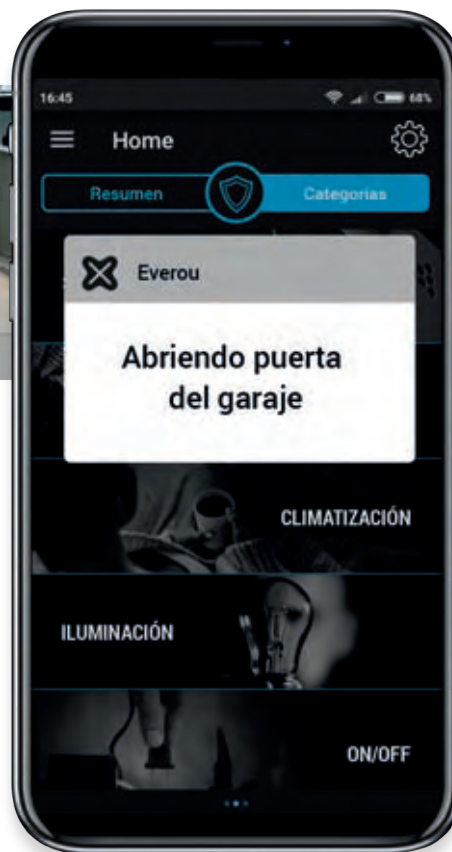 16:45
68%
Home
Resumen
Categorias
Everou
Abriendo puerta
del garaje
CLIMATIZACIÓN
ILUMINACIÓN
ON/OFF